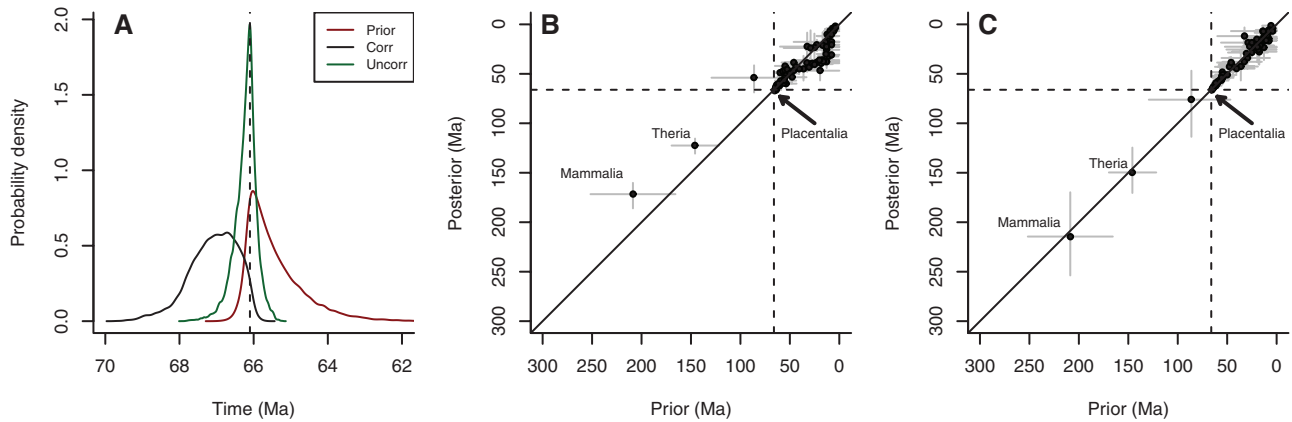 A
Prior
Corr
Uncorr
Probability density
0.0
0.5
1.0
1.5
2.0
70
68
66
64
62
Time (Ma)
B
Posterior (Ma)
0
50
100
150
200
250
300
Theria
Mammalia
Placentalia
300
250
200
150
100
50
0
Prior (Ma)
C
Posterior (Ma)
0
50
100
150
200
250
300
Theria
Mammalia
Placentalia
300
250
200
150
100
50
0
Prior (Ma)